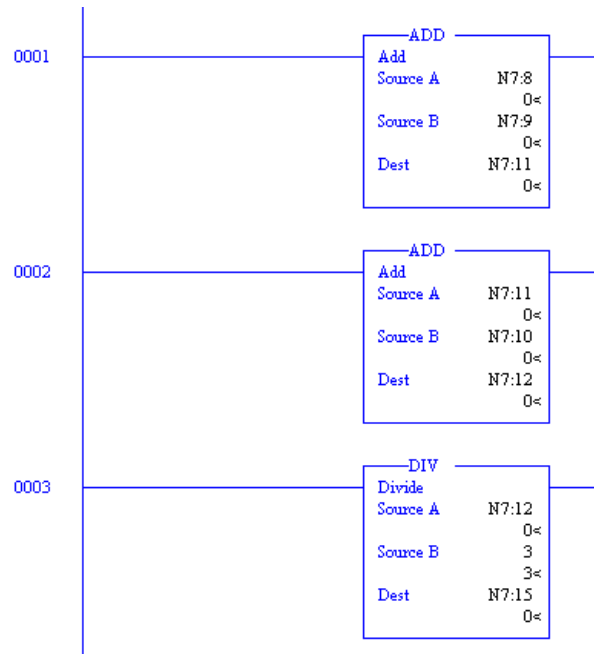 ADD
0001
Add
Source A N7:8
0<
Source B N7:9
0<
Dest N7:11
0<
ADD
0002
Add
Source A N7:11
0<
Source B N7:10
0<
Dest N7:12
0<
DIV
0003
Divide
Source A N7:12
0<
Source B 3
3<
Dest N7:15
0<